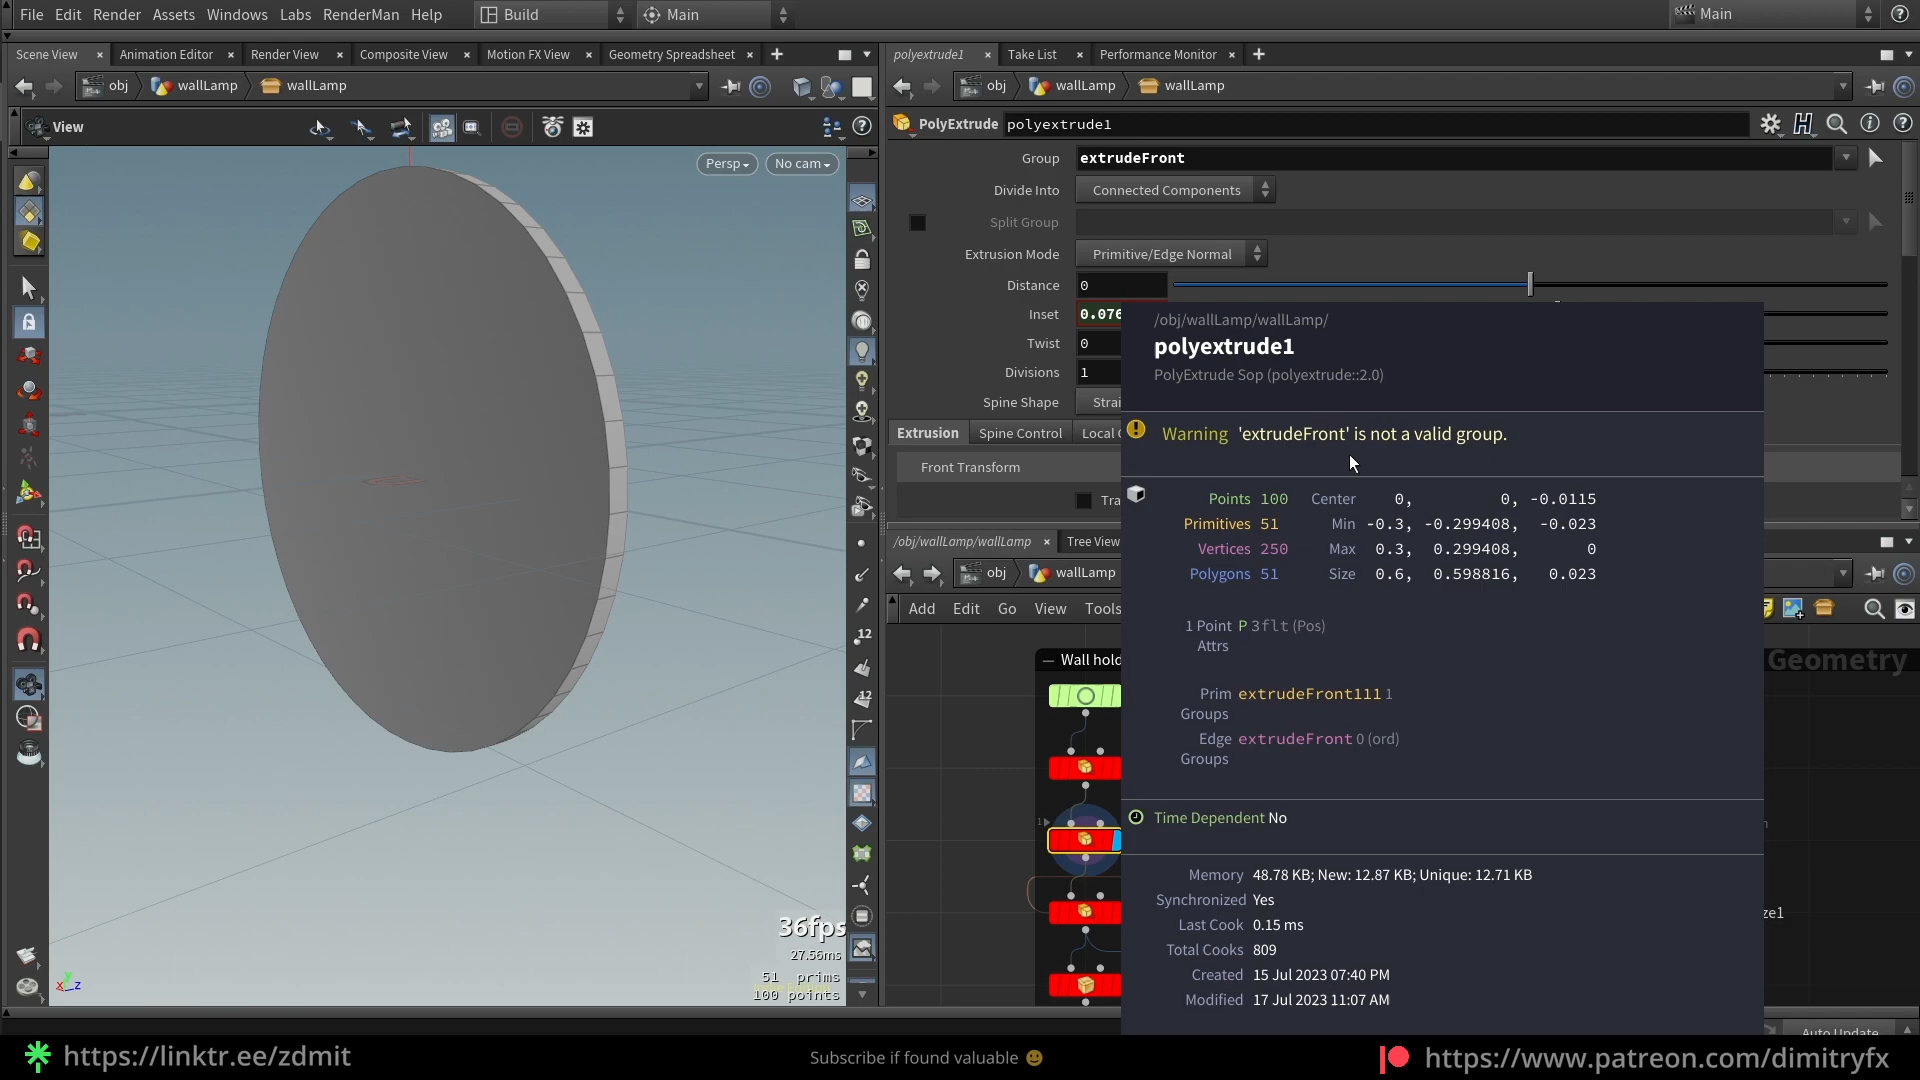 File Edit Render Assets Windows Labs RenderMan Help Build Main Main
Scene View Animation Editor Render View Composite View Motion FX View Geometry Spreadsheet
obj wallLamp wallLamp
View
Persp No cam
36fps
27.56ms
51 prims
100 points
polyextrude1 Take List Performance Monitor
obj wallLamp wallLamp
PolyExtrude polyextrude1
Group extrudeFront
Divide Into Connected Components
Split Group
Extrusion Mode Primitive/Edge Normal
Distance 0
Inset 0.076
Twist 0
Divisions 1
Spine Shape Strai
Extrusion Spine Control Local
Front Transform
Tra
/obj/wallLamp/wallLamp Tree View
obj wallLamp
Add Edit Go View Tools
Wall hold
Geometry
ze1
/obj/wallLamp/wallLamp/
polyextrude1
PolyExtrude Sop (polyextrude::2.0)
Warning 'extrudeFront' is not a valid group.
Points 100 Center 0, 0, -0.0115
Primitives 51 Min -0.3, -0.299408, -0.023
Vertices 250 Max 0.3, 0.299408, 0
Polygons 51 Size 0.6, 0.598816, 0.023
1 Point P 3flt (Pos)
Attrs
Prim extrudeFront111 1
Groups
Edge extrudeFront 0 (ord)
Groups
Time Dependent No
Memory 48.78 KB; New: 12.87 KB; Unique: 12.71 KB
Synchronized Yes
Last Cook 0.15 ms
Total Cooks 809
Created 15 Jul 2023 07:40 PM
Modified 17 Jul 2023 11:07 AM
Auto Update
https://linktr.ee/zdmit Subscribe if found valuable https://www.patreon.com/dimitryfx